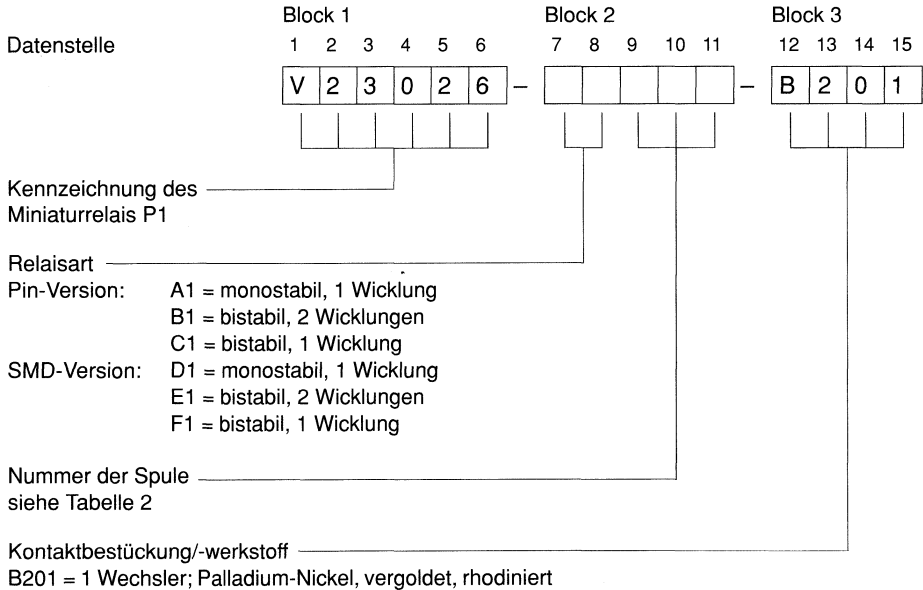 Block 1 Block 2 Block 3
Datenstelle 1 2 3 4 5 6 7 8 9 10 11 12 13 14 15
V 2 3 0 2 6 – – B 2 0 1
Kennzeichnung des
Miniaturrelais P1
Relaisart
Pin-Version: A1 = monostabil, 1 Wicklung
B1 = bistabil, 2 Wicklungen
C1 = bistabil, 1 Wicklung
SMD-Version: D1 = monostabil, 1 Wicklung
E1 = bistabil, 2 Wicklungen
F1 = bistabil, 1 Wicklung
Nummer der Spule
siehe Tabelle 2
Kontaktbestückung/-werkstoff
B201 = 1 Wechsler; Palladium-Nickel, vergoldet, rhodiniert